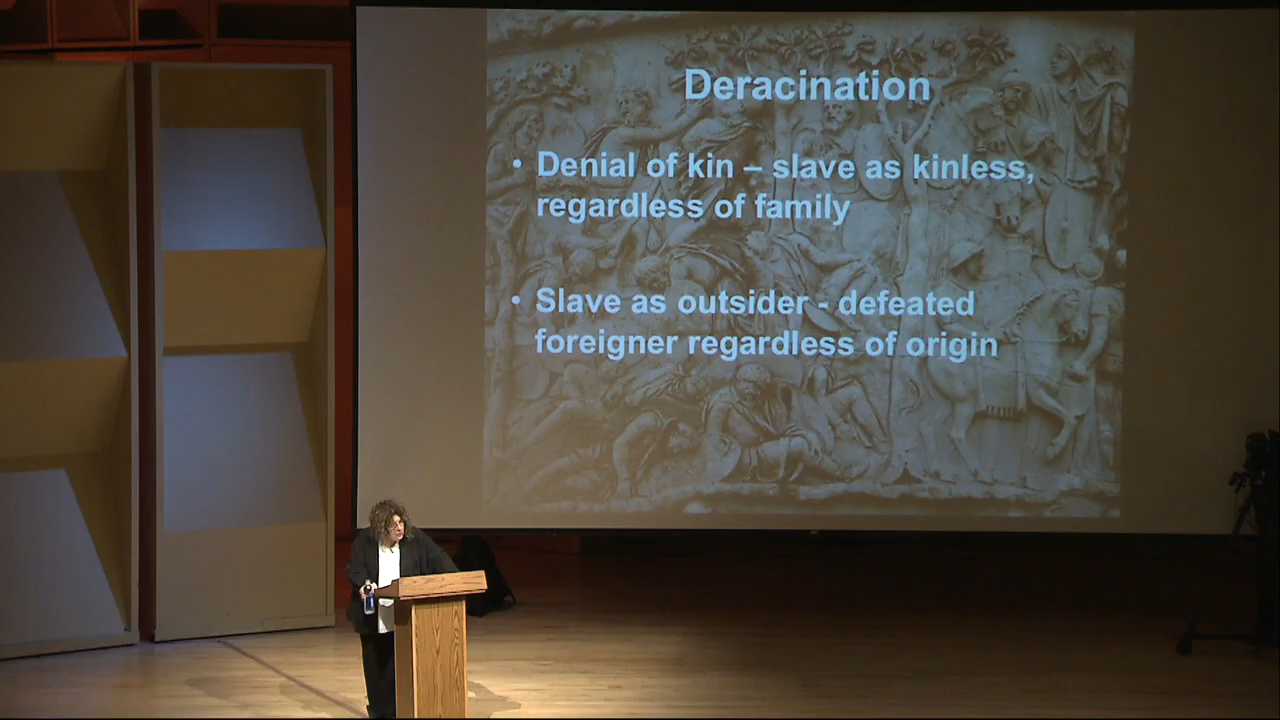 Deracination
• Denial of kin – slave as kinless,
regardless of family
• Slave as outsider - defeated
foreigner regardless of origin